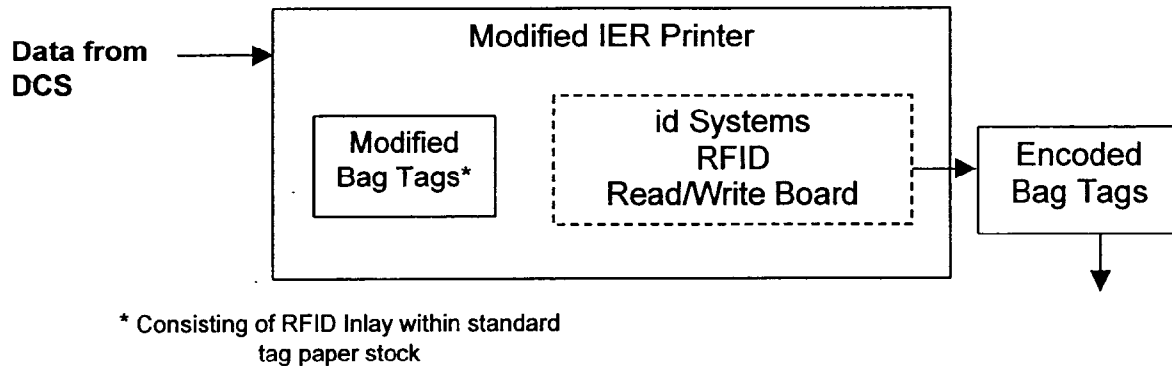 Data from
DCS
Modified IER Printer
Modified
Bag Tags*
id Systems
RFID
Read/Write Board
Encoded
Bag Tags
* Consisting of RFID Inlay within standard
tag paper stock